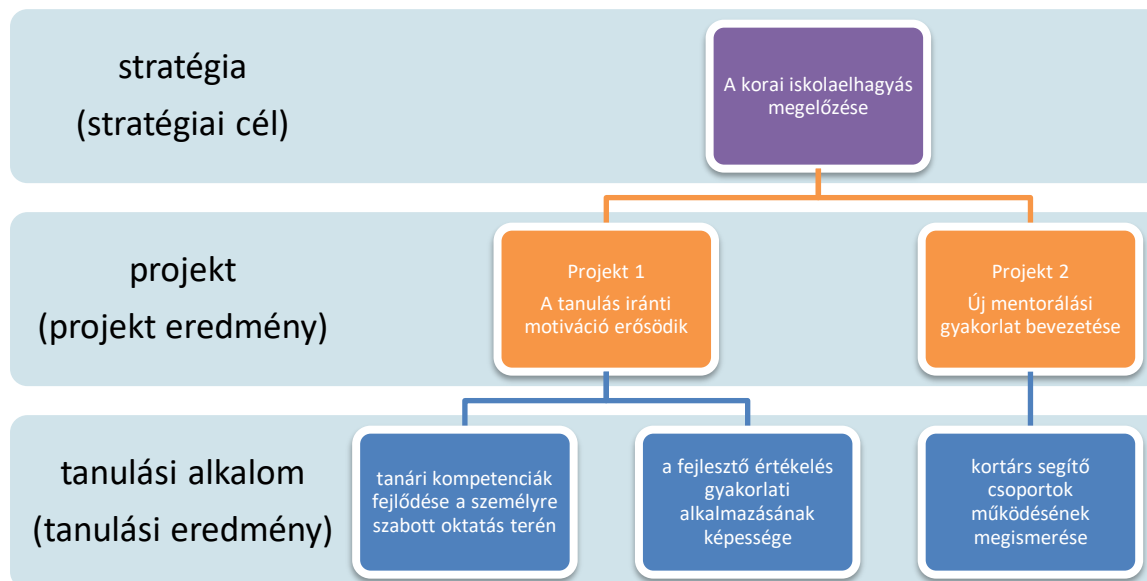 stratégia
(stratégiai cél)
A korai iskolaelhagyás
megelőzése
projekt
(projekt eredmény)
Projekt 1
A tanulás iránti
motiváció erősödik
Projekt 2
Új mentorálási
gyakorlat bevezetése
tanulási alkalom
(tanulási eredmény)
tanári kompetenciák
fejlődése a személyre
szabott oktatás terén
a fejlesztő értékelés
gyakorlati
alkalmazásának
képessége
kortárs segítő
csoportok
működésének
megismerése